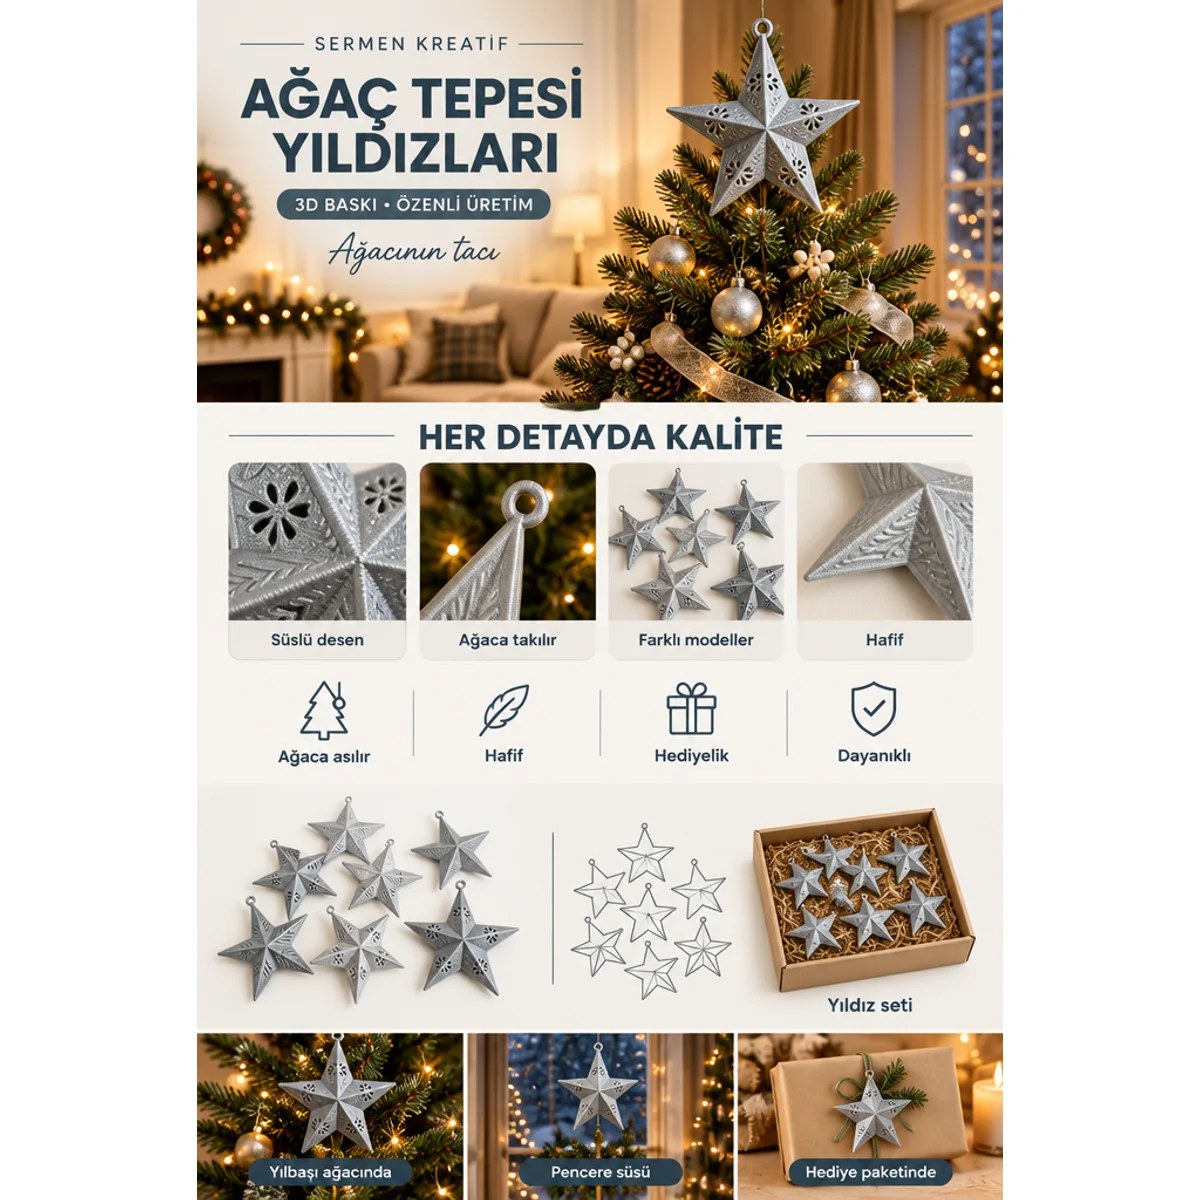 SERMEN KREATİF
AĞAÇ TEPESİ
YILDIZLARI
3D BASKI • ÖZENLİ ÜRETİM
Ağacının tacı
HER DETAYDA KALİTE
Süslü desen
Ağaca takılır
Farklı modeller
Hafif
Ağaca asılır
Hafif
Hediyelik
Dayanıklı
Yıldız seti
Yılbaşı ağacında
Pencere süsü
Hediye paketinde